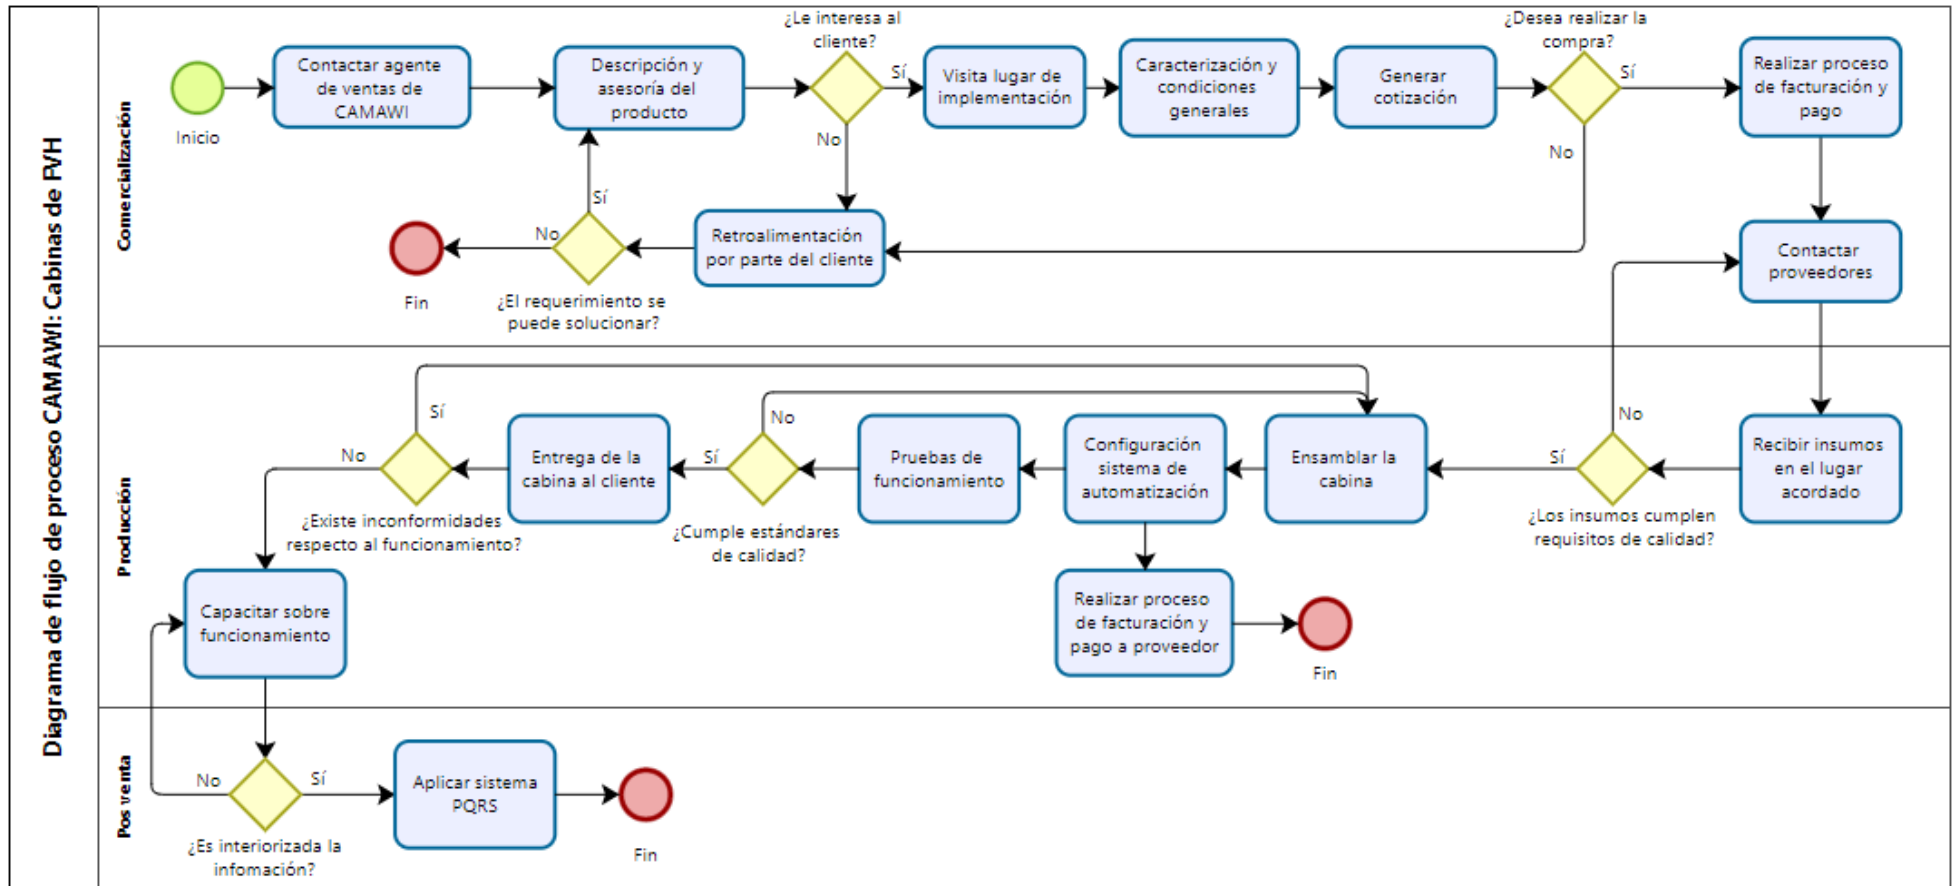 Diagrama de flujo de proceso CAMAWI: Cabinas de FVH
Comercialización
Inicio
Contactar agente
de ventas de
CAMAWI
Descripción y
asesoría del
producto
¿Le interesa al
cliente?
Sí
No
Visita lugar de
implementación
Caracterización y
condiciones
generales
Generar
cotización
¿Desea realizar la
compra?
Sí
No
Realizar proceso
de facturación y
pago
Retroalimentación
por parte del cliente
Sí
No
¿El requerimiento se
puede solucionar?
Fin
Contactar
proveedores
Producción
Recibir insumos
en el lugar
acordado
No
Sí
¿Los insumos cumplen
requisitos de calidad?
Ensamblar la
cabina
Configuración
sistema de
automatización
Realizar proceso
de facturación y
pago a proveedor
Fin
Pruebas de
funcionamiento
No
Sí
¿Cumple estándares
de calidad?
Entrega de la
cabina al cliente
Sí
No
¿Existe inconformidades
respecto al funcionamiento?
Capacitar sobre
funcionamiento
Pos venta
No
Sí
¿Es interiorizada la
infomación?
Aplicar sistema
PQRS
Fin